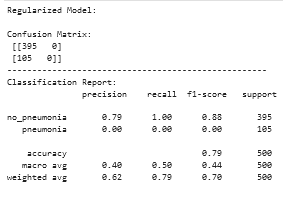 Regularized Model:
Confusion Matrix:
[[395 0]
[105 0]]
------------------------------------------------
Classification Report:
precision recall f1-score support
no_pneumonia 0.79 1.00 0.88 395
pneumonia 0.00 0.00 0.00 105
accuracy 0.79 500
macro avg 0.40 0.50 0.44 500
weighted avg 0.62 0.79 0.70 500